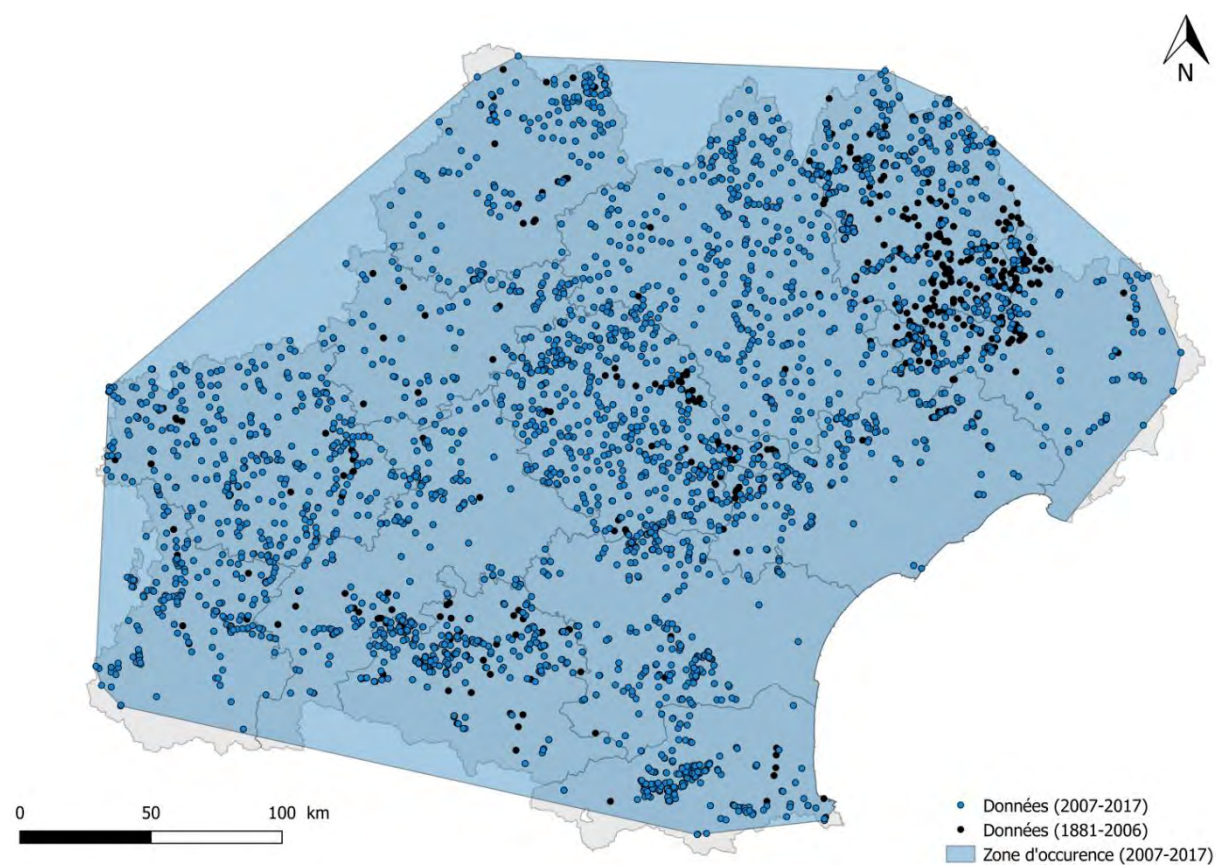 N
0 50 100 km
Données (2007-2017)
Données (1881-2006)
Zone d'occurence (2007-2017)